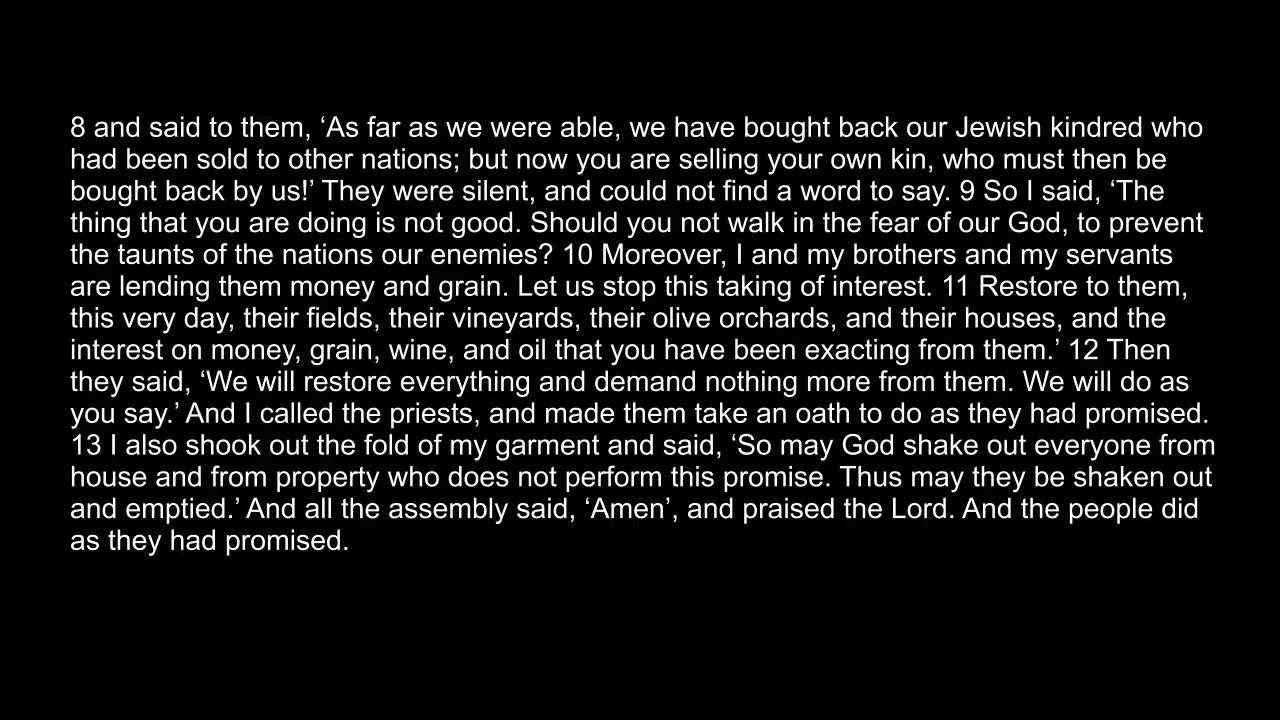 8 and said to them, ‘As far as we were able, we have bought back our Jewish kindred who
had been sold to other nations; but now you are selling your own kin, who must then be
bought back by us!’ They were silent, and could not find a word to say. 9 So I said, ‘The
thing that you are doing is not good. Should you not walk in the fear of our God, to prevent
the taunts of the nations our enemies? 10 Moreover, I and my brothers and my servants
are lending them money and grain. Let us stop this taking of interest. 11 Restore to them,
this very day, their fields, their vineyards, their olive orchards, and their houses, and the
interest on money, grain, wine, and oil that you have been exacting from them.’ 12 Then
they said, ‘We will restore everything and demand nothing more from them. We will do as
you say.’ And I called the priests, and made them take an oath to do as they had promised.
13 I also shook out the fold of my garment and said, ‘So may God shake out everyone from
house and from property who does not perform this promise. Thus may they be shaken out
and emptied.’ And all the assembly said, ‘Amen’, and praised the Lord. And the people did
as they had promised.